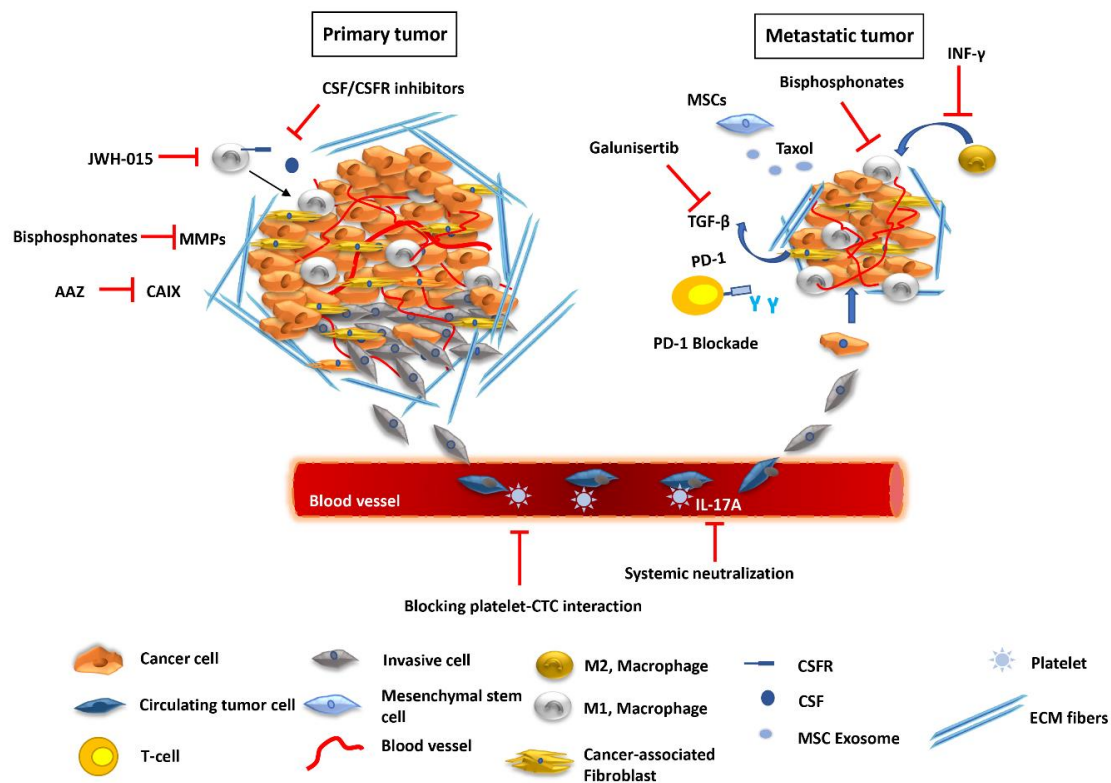 Primary tumor
Metastatic tumor
CSF/CSFR inhibitors
JWH-015
Bisphosphonates
MMPs
AAZ
CAIX
INF-γ
Bisphosphonates
MSCs
Taxol
Galunisertib
TGF-β
PD-1
PD-1 Blockade
Blood vessel
IL-17A
Systemic neutralization
Blocking platelet-CTC interaction
Cancer cell
Invasive cell
M2, Macrophage
CSFR
Platelet
Circulating tumor cell
Mesenchymal stem
cell
M1, Macrophage
CSF
ECM fibers
T-cell
Blood vessel
Cancer-associated
Fibroblast
MSC Exosome